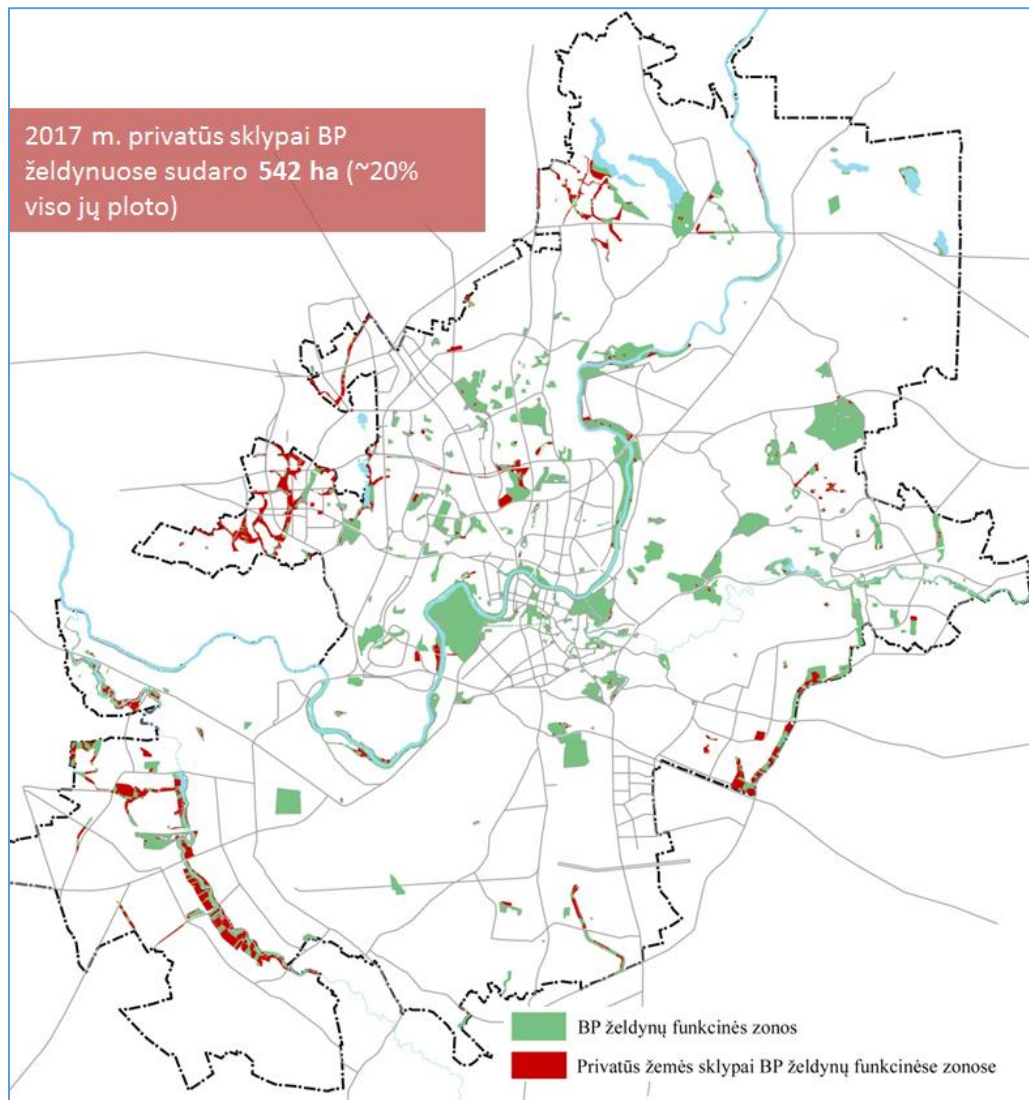 2017 m. privatūs sklypai BP
želdynuose sudaro 542 ha (~20%
viso jų ploto)
BP želdynų funkcinės zonos
Privatūs žemės sklypai BP želdynų funkcinėse zonose